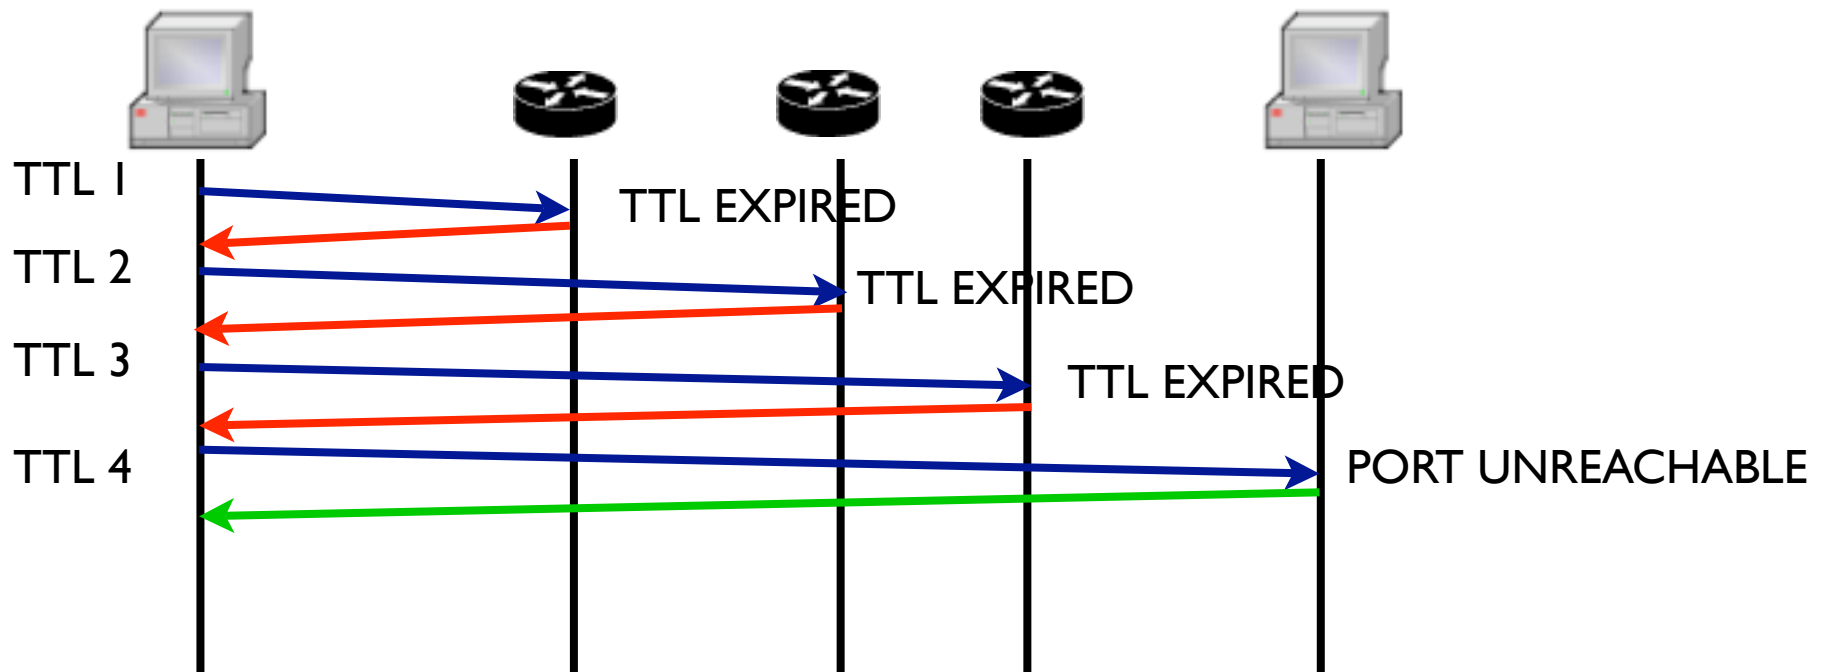 TTL 1
TTL EXPIRED
TTL 2
TTL EXPIRED
TTL 3
TTL EXPIRED
TTL 4
PORT UNREACHABLE